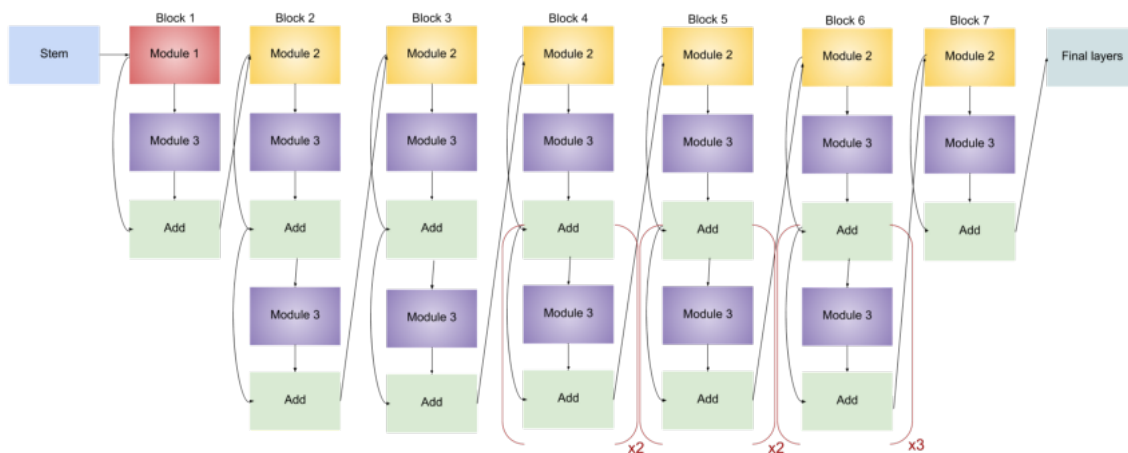 Block 1
Block 2
Block 3
Block 4
Block 5
Block 6
Block 7
Stem
Module 1
Module 2
Module 2
Module 2
Module 2
Module 2
Module 2
Final layers
Module 3
Module 3
Module 3
Module 3
Module 3
Module 3
Module 3
Add
Add
Add
Add
Add
Add
Add
Module 3
Module 3
Module 3
Module 3
Module 3
Add
Add
Add
Add
Add
x2
x2
x3